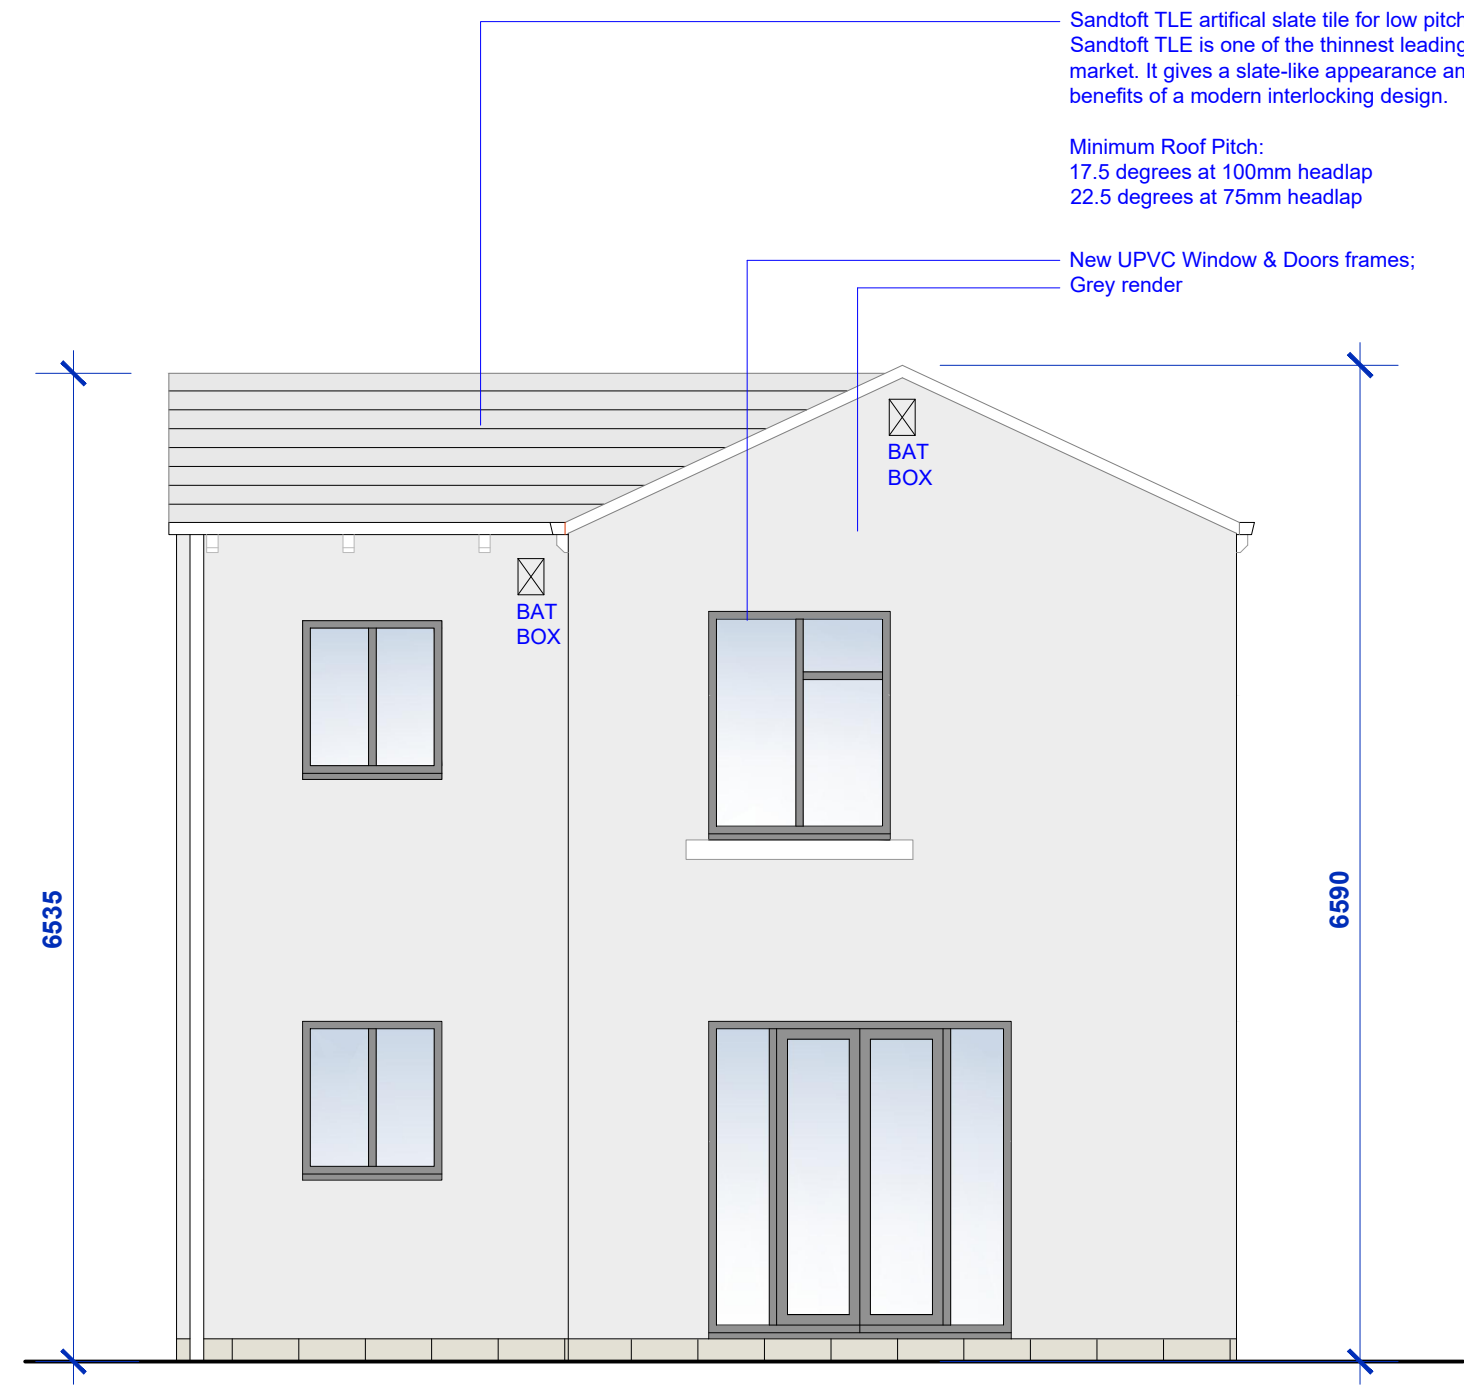 Sandtoft TLE artifical slate tile for low pitch
Sandtoft TLE is one of the thinnest leading
market. It gives a slate-like appearance an
benefits of a modern interlocking design.
Minimum Roof Pitch:
17.5 degrees at 100mm headlap
22.5 degrees at 75mm headlap
New UPVC Window & Doors frames;
Grey render
BAT
BOX
BAT
BOX
6535
6590